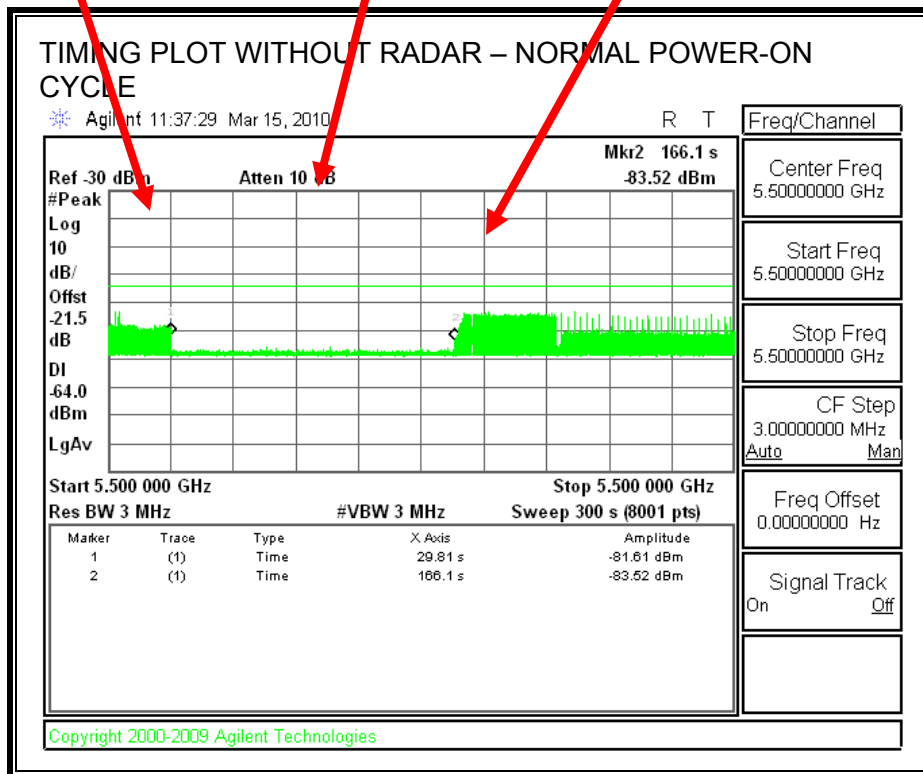 TIMING PLOT WITHOUT RADAR – NORMAL POWER-ON
CYCLE
Agilent 11:37:29 Mar 15, 2010
R T
Mkr2 166.1 s
Ref -30 dBm Atten 10 dB -83.52 dBm
#Peak
Log
10
dB/
Offst
-21.5
dB
DI
-64.0
dBm
LgAv
1
2
Start 5.500 000 GHz Stop 5.500 000 GHz
Res BW 3 MHz #VBW 3 MHz Sweep 300 s (8001 pts)
Marker Trace Type X Axis Amplitude
1 (1) Time 29.81 s -81.61 dBm
2 (1) Time 166.1 s -83.52 dBm
Freq/Channel
Center Freq
5.50000000 GHz
Start Freq
5.50000000 GHz
Stop Freq
5.50000000 GHz
CF Step
3.00000000 MHz
Auto Man
Freq Offset
0.00000000 Hz
Signal Track
On Off
Copyright 2000-2009 Agilent Technologies